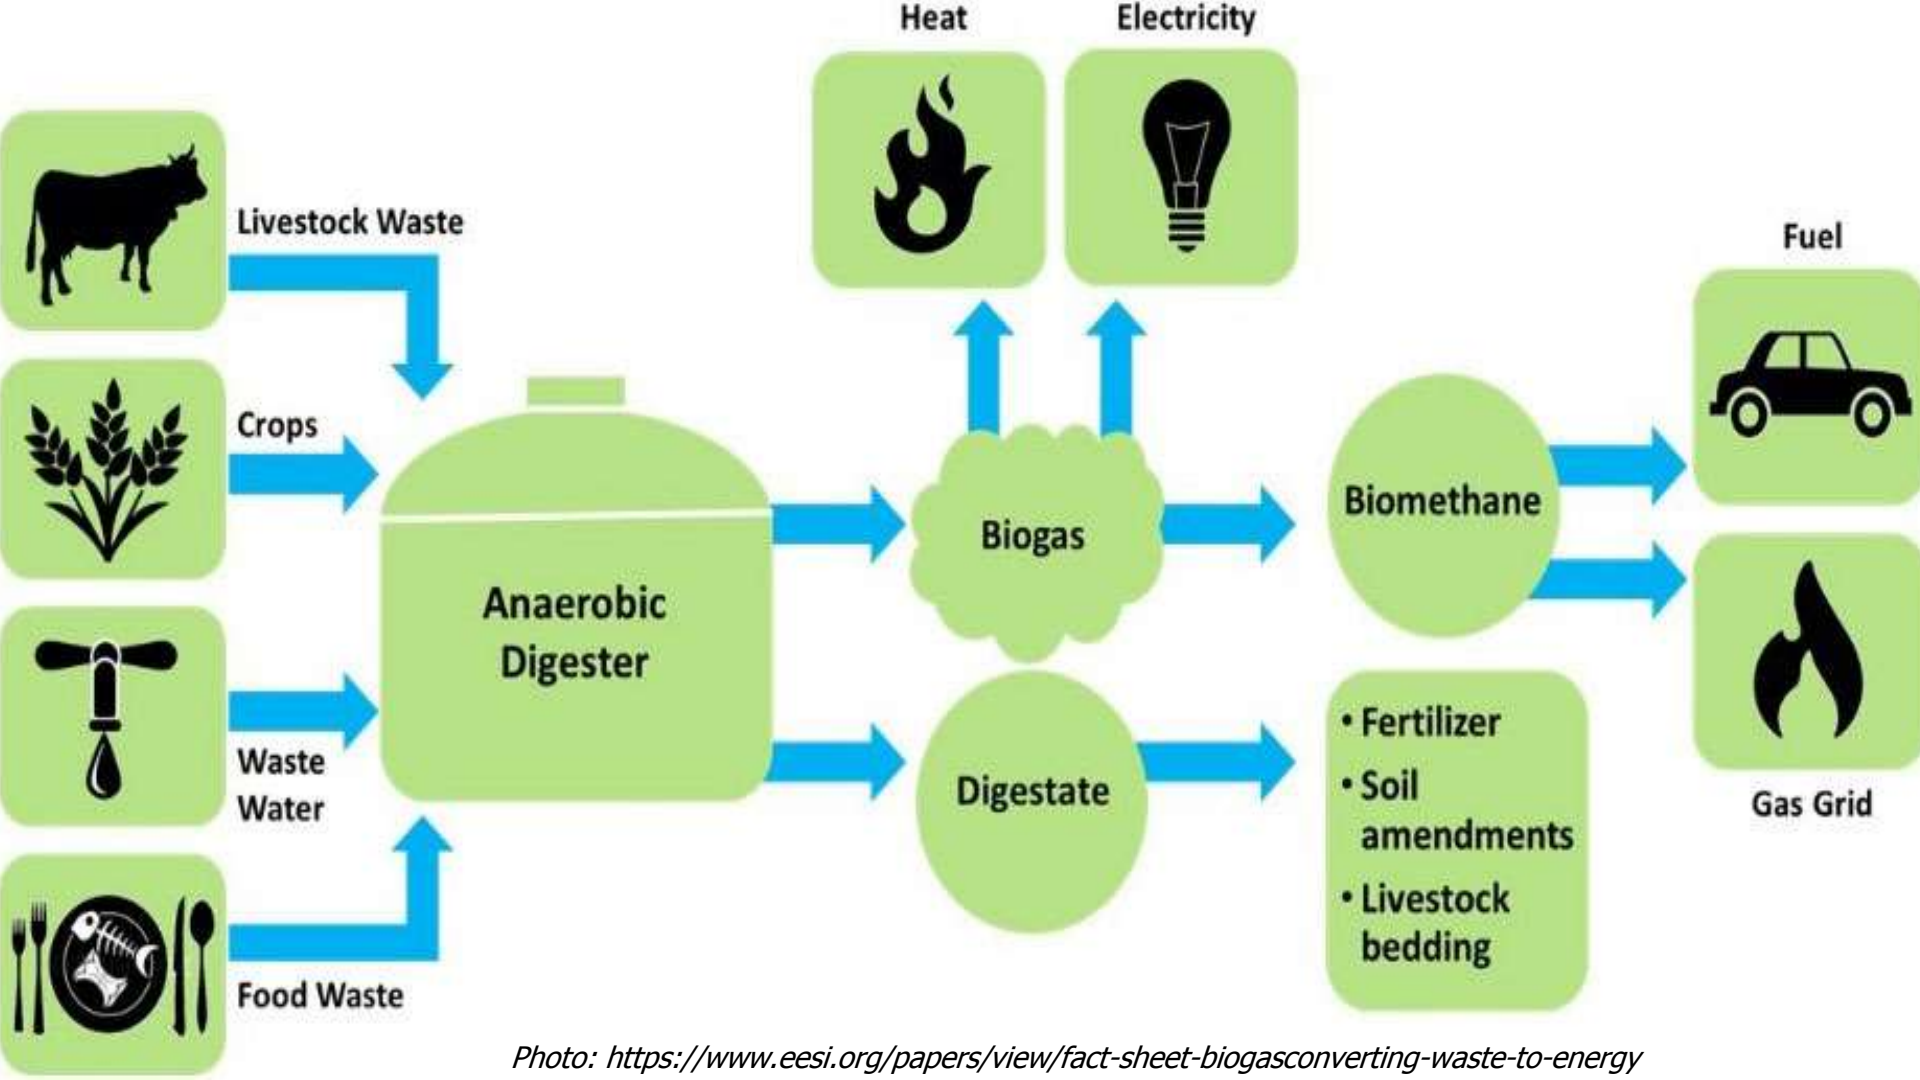 Heat
Electricity
Livestock Waste
Fuel
Crops
Biomethane
Biogas
Anaerobic
Digester
Waste
Water
Digestate
• Fertilizer
• Soil
amendments
• Livestock
bedding
Gas Grid
Food Waste
Photo: https://www.eesi.org/papers/view/fact-sheet-biogasconverting-waste-to-energy